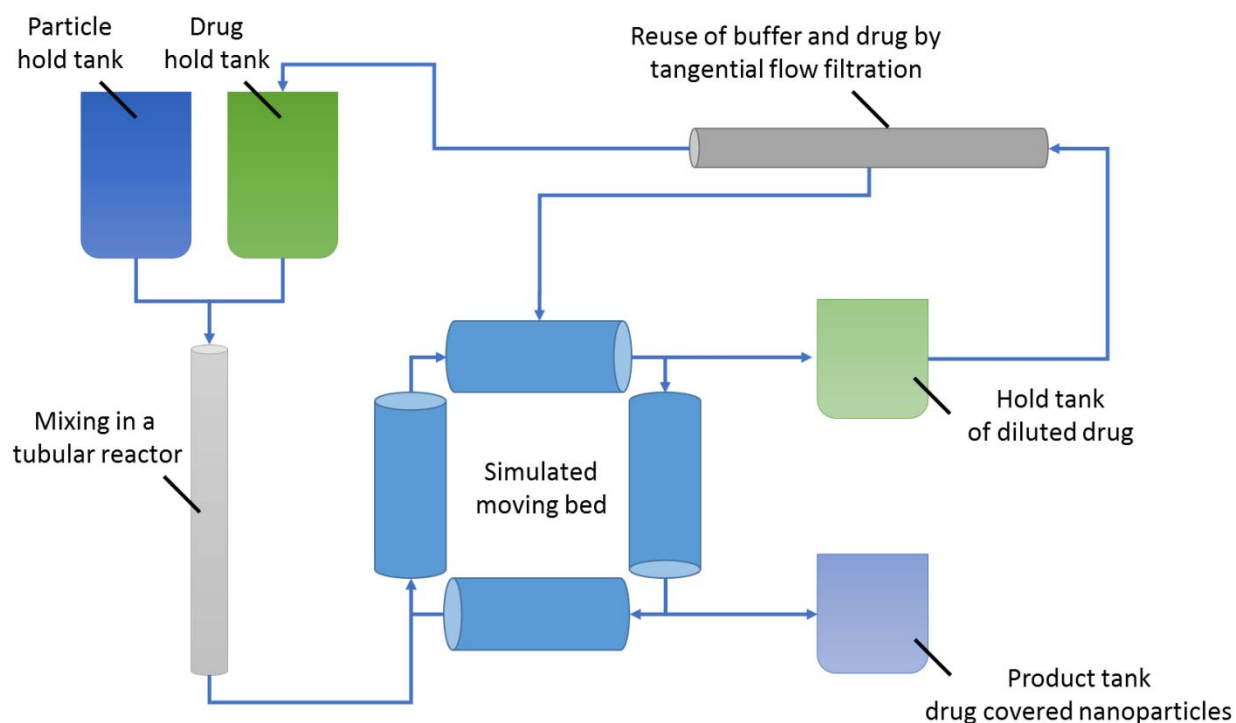 Particle
hold tank
Drug
hold tank
Reuse of buffer and drug by
tangential flow filtration
Mixing in a
tubular reactor
Simulated
moving bed
Hold tank
of diluted drug
Product tank
drug covered nanoparticles